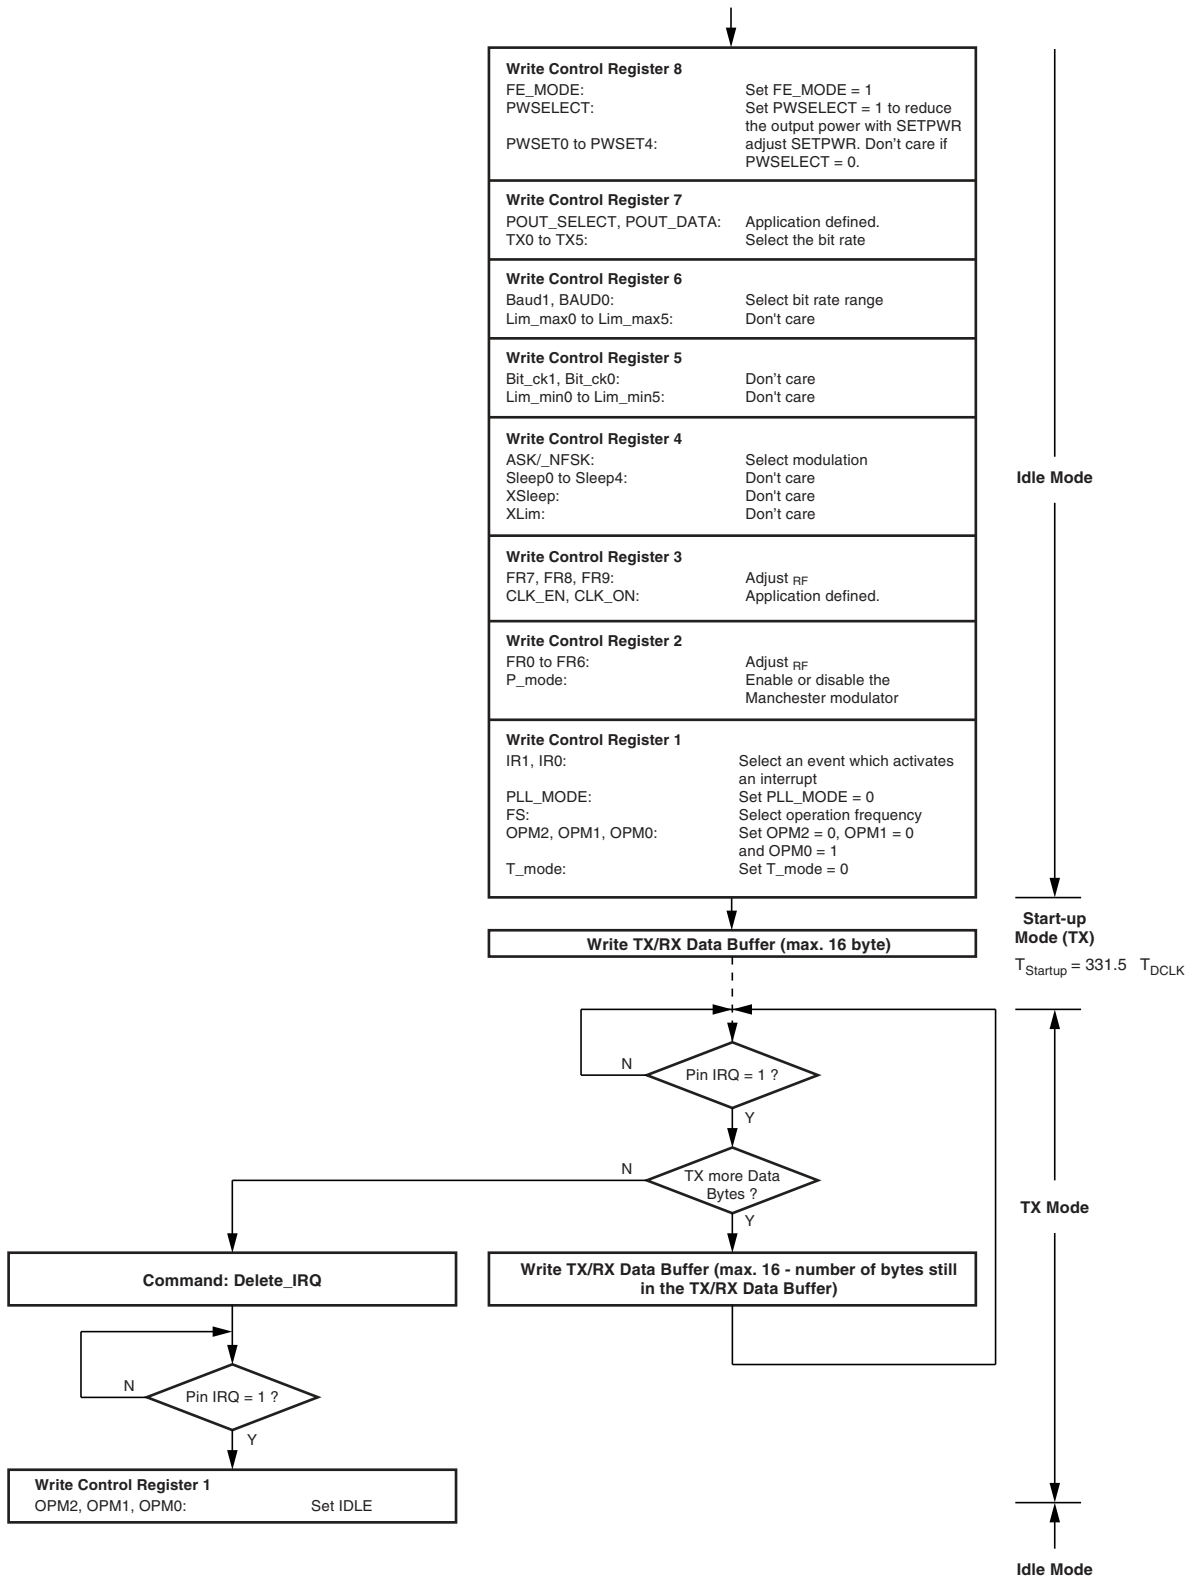 Write Control Register 8
FE_MODE: Set FE_MODE = 1
PWSELECT: Set PWSELECT = 1 to reduce
the output power with SETPWR
PWSET0 to PWSET4: adjust SETPWR. Don't care if
PWSELECT = 0.
Write Control Register 7
POUT_SELECT, POUT_DATA: Application defined.
TX0 to TX5: Select the bit rate
Write Control Register 6
Baud1, BAUD0: Select bit rate range
Lim_max0 to Lim_max5: Don't care
Write Control Register 5
Bit_ck1, Bit_ck0: Don't care
Lim_min0 to Lim_min5: Don't care
Write Control Register 4
ASK/_NFSK: Select modulation
Sleep0 to Sleep4: Don't care
XSleep: Don't care
XLim: Don't care
Idle Mode
Write Control Register 3
FR7, FR8, FR9: Adjust RF
CLK_EN, CLK_ON: Application defined.
Write Control Register 2
FR0 to FR6: Adjust RF
P_mode: Enable or disable the
Manchester modulator
Write Control Register 1
IR1, IR0: Select an event which activates
an interrupt
PLL_MODE: Set PLL_MODE = 0
FS: Select operation frequency
OPM2, OPM1, OPM0: Set OPM2 = 0, OPM1 = 0
and OPM0 = 1
T_mode: Set T_mode = 0
Start-up
Mode (TX)
TStartup = 331.5 TDCLK
Write TX/RX Data Buffer (max. 16 byte)
N
Pin IRQ = 1 ?
Y
N
TX more Data
Bytes ?
Y
TX Mode
Command: Delete_IRQ
Write TX/RX Data Buffer (max. 16 - number of bytes still
in the TX/RX Data Buffer)
N
Pin IRQ = 1 ?
Y
Write Control Register 1
OPM2, OPM1, OPM0: Set IDLE
Idle Mode